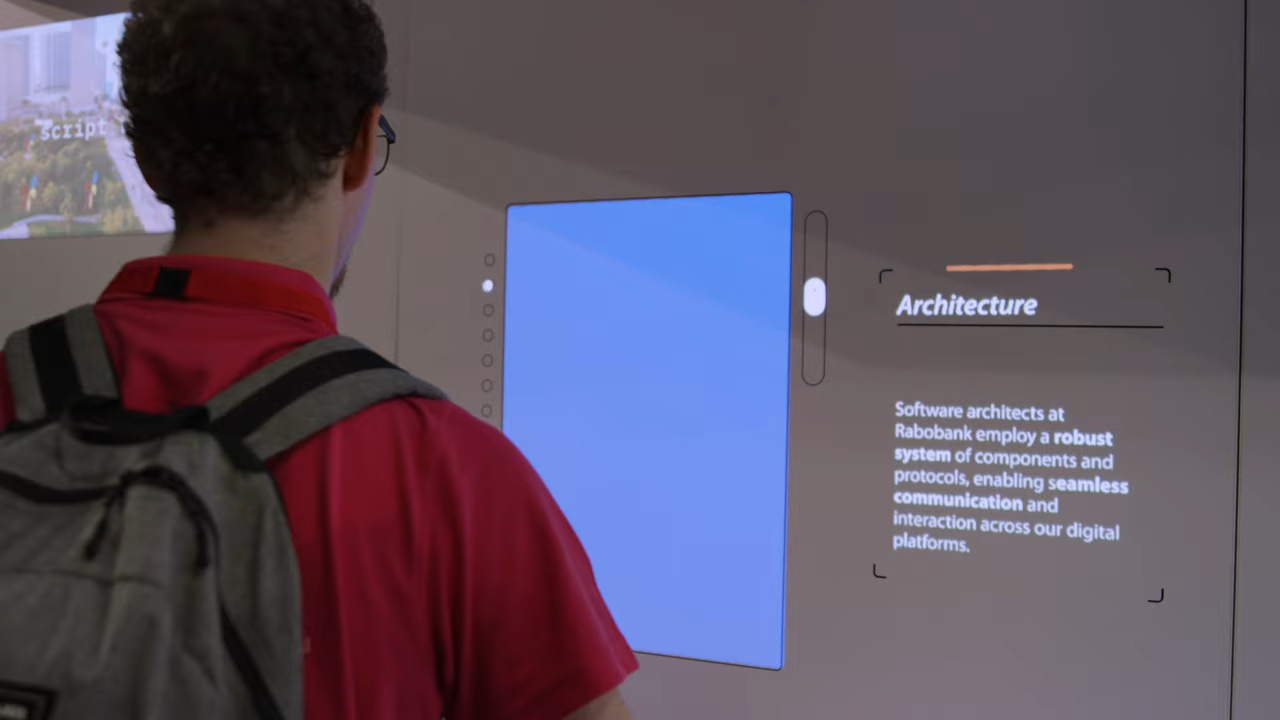 script
Architecture
Software architects at
Rabobank employ a robust
system of components and
protocols, enabling seamless
communication and
interaction across our digital
platforms.